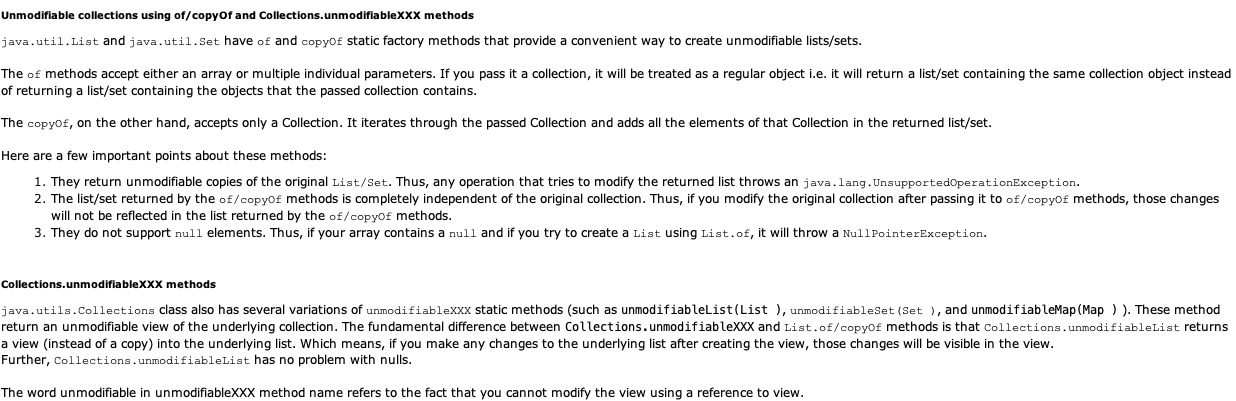 Unmodifiable collections using of/copyOf and Collections.unmodifiableXXX methods
java.util.List and java.util.Set have of and copyOf static factory methods that provide a convenient way to create unmodifiable lists/sets.
The of methods accept either an array or multiple individual parameters. If you pass it a collection, it will be treated as a regular object i.e. it will return a list/set containing the same collection object instead
of returning a list/set containing the objects that the passed collection contains.
The copyOf, on the other hand, accepts only a Collection. It iterates through the passed Collection and adds all the elements of that Collection in the returned list/set.
Here are a few important points about these methods:
1. They return unmodifiable copies of the original List/Set. Thus, any operation that tries to modify the returned list throws an java.lang.UnsupportedOperationException.
2. The list/set returned by the of/copyOf methods is completely independent of the original collection. Thus, if you modify the original collection after passing it to of/copyOf methods, those changes
will not be reflected in the list returned by the of/copyOf methods.
3. They do not support null elements. Thus, if your array contains a null and if you try to create a List using List.of, it will throw a NullPointerException.
Collections.unmodifiableXXX methods
java.utils.Collections class also has several variations of unmodifiableXXX static methods (such as unmodifiableList(List ), unmodifiableSet(Set ), and unmodifiableMap(Map ) ). These method
return an unmodifiable view of the underlying collection. The fundamental difference between Collections.unmodifiableXXX and List.of/copyOf methods is that Collections.unmodifiableList returns
a view (instead of a copy) into the underlying list. Which means, if you make any changes to the underlying list after creating the view, those changes will be visible in the view.
Further, Collections.unmodifiableList has no problem with nulls.
The word unmodifiable in unmodifiableXXX method name refers to the fact that you cannot modify the view using a reference to view.